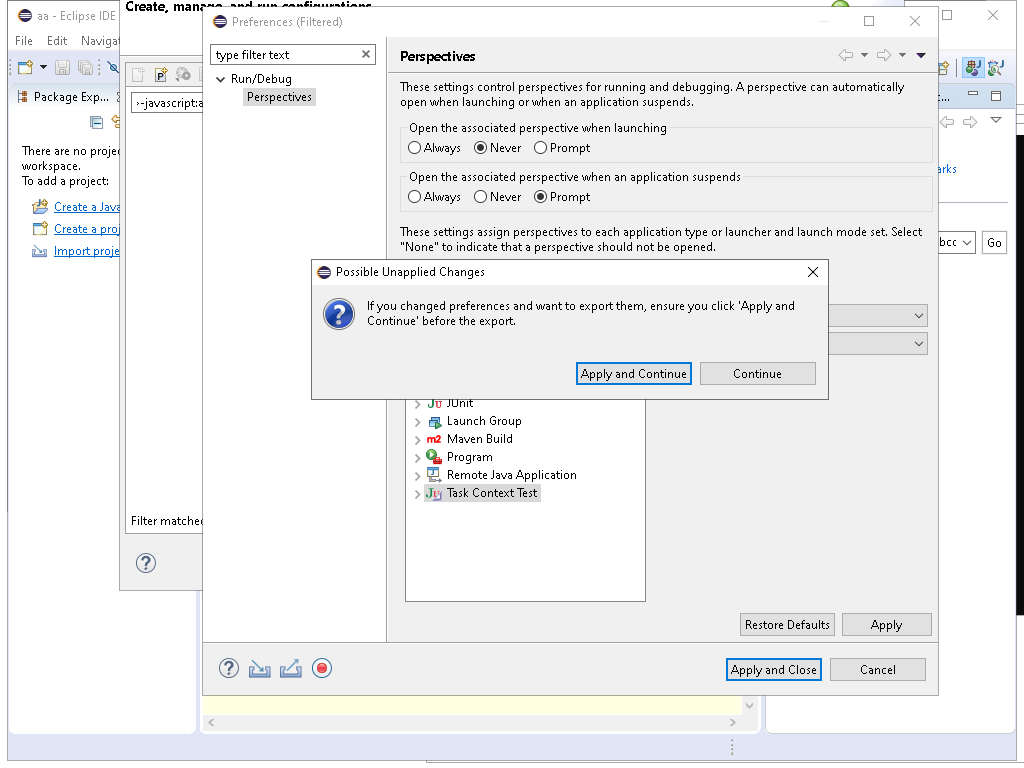 aa - Eclipse IDE
Create, manage, and run configurations
Preferences (Filtered)
File Edit Navigat
type filter text
Run/Debug
Perspectives
Perspectives
Package Exp...
>-javascript:a
These settings control perspectives for running and debugging. A perspective can automatically
open when launching or when an application suspends.
Open the associated perspective when launching
Always Never Prompt
Open the associated perspective when an application suspends
Always Never Prompt
These settings assign perspectives to each application type or launcher and launch mode set. Select
"None" to indicate that a perspective should not be opened.
There are no proje
workspace.
To add a project:
Create a Java
Create a proj
Import proje
arks
Go
Possible Unapplied Changes
If you changed preferences and want to export them, ensure you click 'Apply and
Continue' before the export.
Apply and Continue Continue
JUnit
Launch Group
m2 Maven Build
Program
Remote Java Application
Task Context Test
Filter matche
Restore Defaults Apply
Apply and Close Cancel